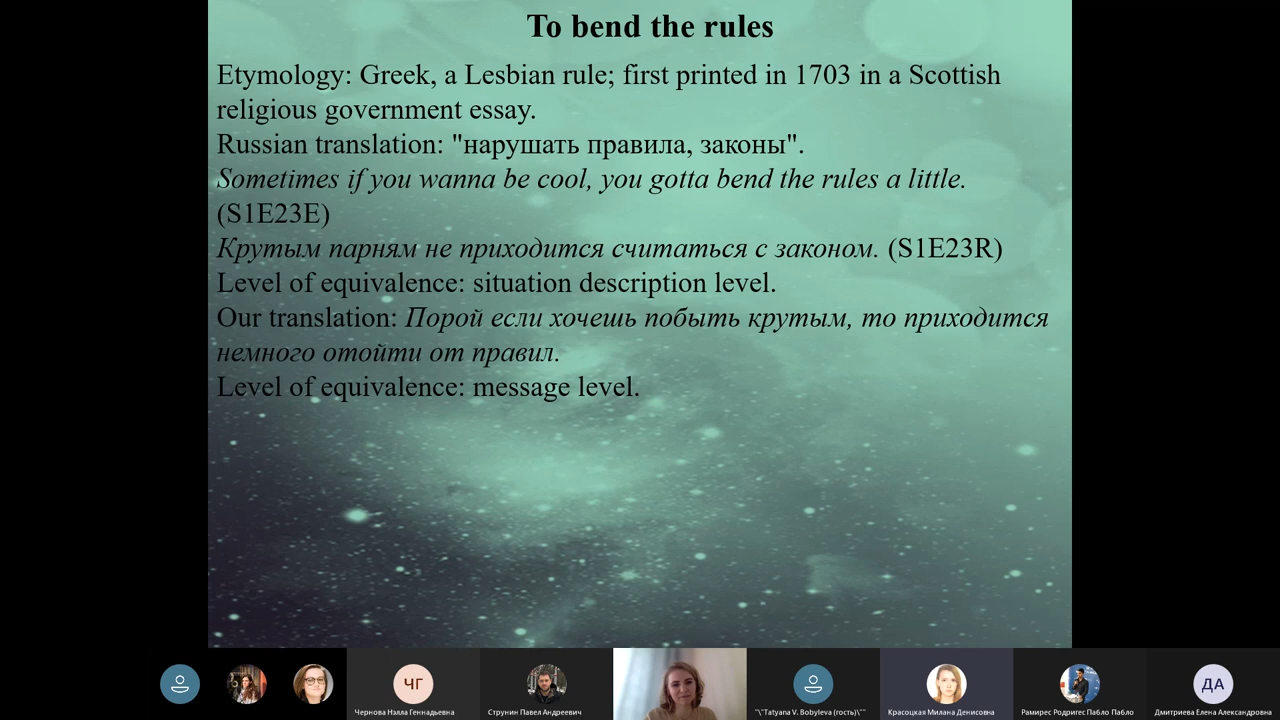 To bend the rules
Etymology: Greek, a Lesbian rule; first printed in 1703 in a Scottish
religious government essay.
Russian translation: "нарушать правила, законы".
Sometimes if you wanna be cool, you gotta bend the rules a little.
(S1E23E)
Крутым парням не приходится считаться с законом. (S1E23R)
Level of equivalence: situation description level.
Our translation: Порой если хочешь побыть крутым, то приходится
немного отойти от правил.
Level of equivalence: message level.
ЧГ
ДА
Чернова Нэлла Геннадьевна
Струнин Павел Андреевич
"\"Tatyana V. Bobyleva (гость)\""
Красоцкая Милана Денисовна
Рамирес Родригес Пабло Пабло
Дмитриева Елена Александровна